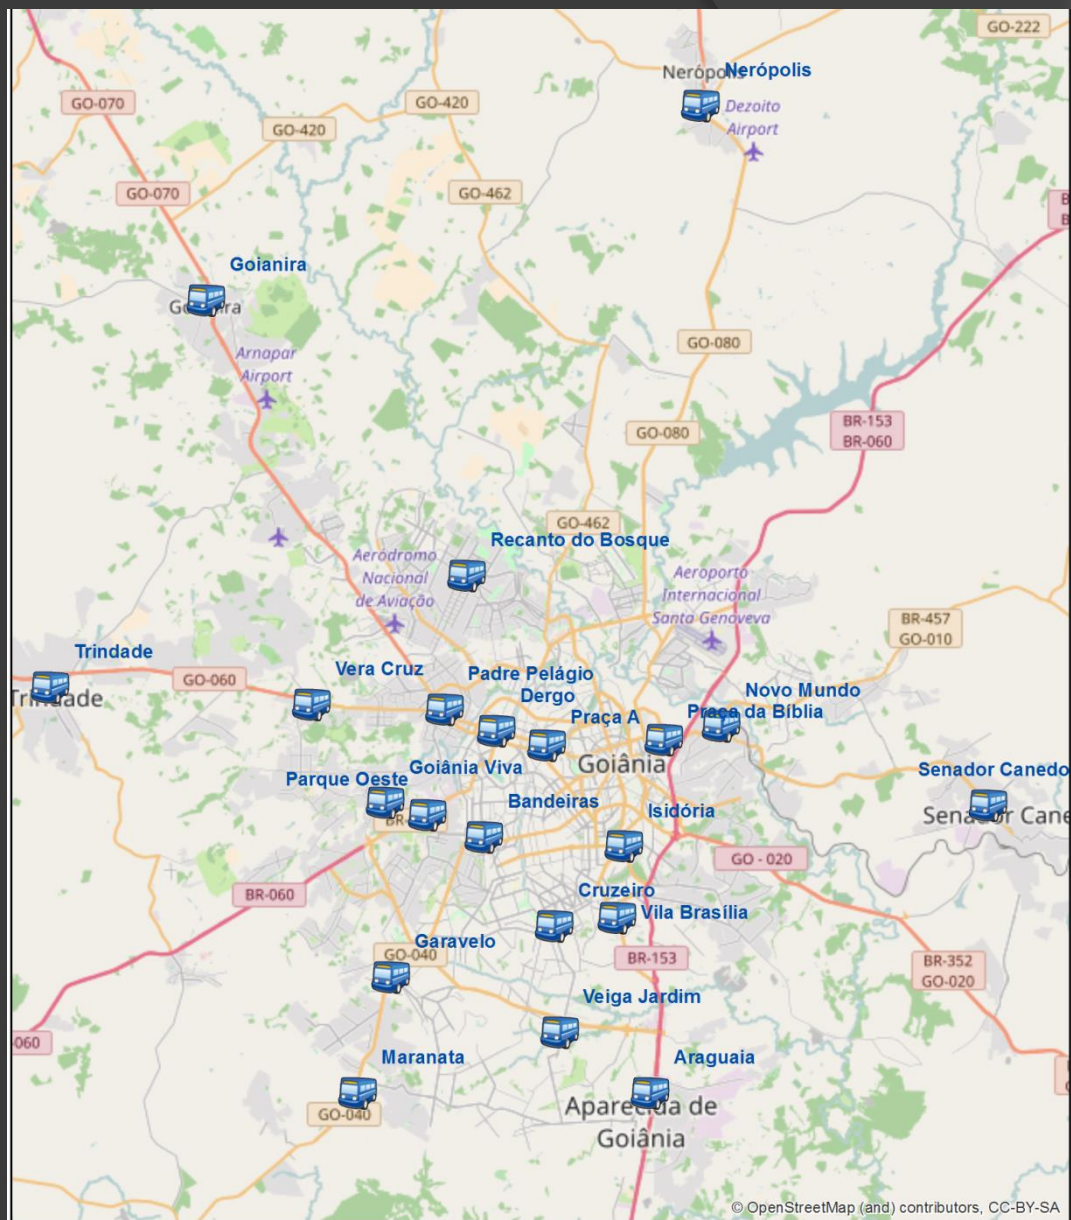 GO-222
Nerópolis
Nerópolis
GO-070
GO-420
Dezoito
Airport
GO-420
GO-070
GO-462
Goianira
Arnapar
Airport
GO-080
GO-080
BR-153
BR-060
GO-462
Recanto do Bosque
Aeródromo
Nacional
de Aviação
Aeroporto
Internacional
Santa Genoveva
BR-457
GO-010
Trindade
Trindade
GO-060
Vera Cruz
Padre Pelágio
Dergo
Novo Mundo
Praça da Bíblia
Praça A
Goiânia
Goiânia Viva
Parque Oeste
Senador Canedo
Bandeiras
Isidória
GO - 020
BR-060
Cruzeiro
Vila Brasília
Garavelo
GO-040
BR-153
BR-352
GO-020
Veiga Jardim
060
Maranata
Araguaia
GO-040
Aparecida de
Goiânia
© OpenStreetMap (and) contributors, CC-BY-SA